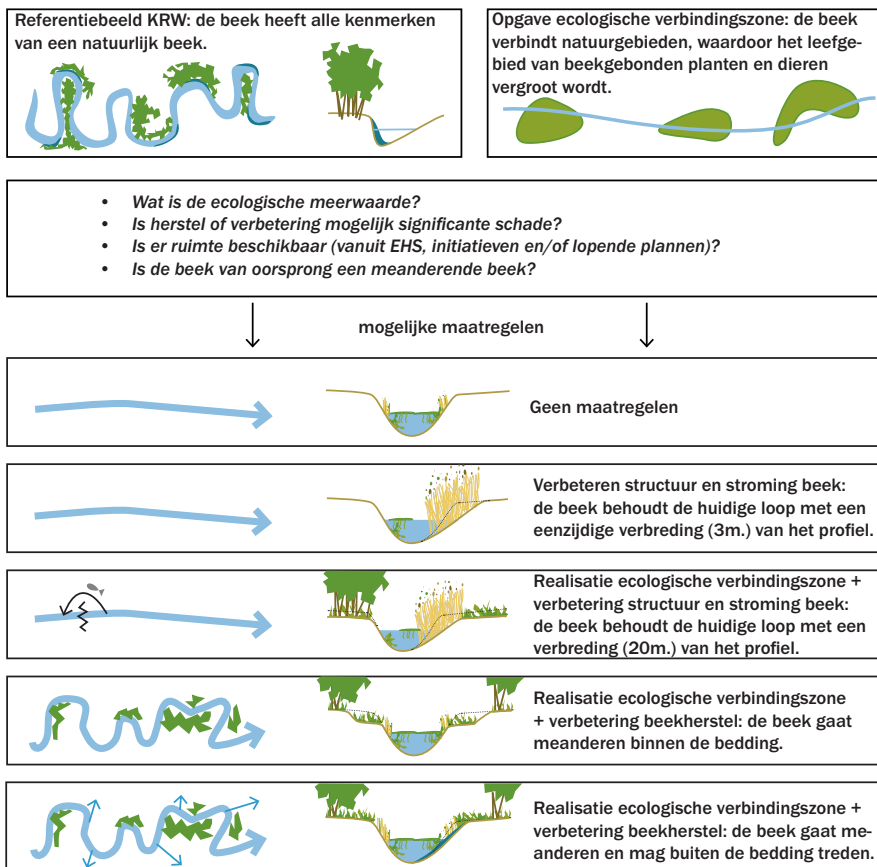 Referentiebeeld KRW: de beek heeft alle kenmerken
van een natuurlijk beek.
Opgave ecologische verbindingszone: de beek
verbindt natuurgebieden, waardoor het leefge-
bied van beekgebonden planten en dieren
vergroot wordt.
• Wat is de ecologische meerwaarde?
• Is herstel of verbetering mogelijk significante schade?
• Is er ruimte beschikbaar (vanuit EHS, initiatieven en/of lopende plannen)?
• Is de beek van oorsprong een meanderende beek?
mogelijke maatregelen
Geen maatregelen
Verbeteren structuur en stroming beek:
de beek behoudt de huidige loop met een
eenzijdige verbreding (3m.) van het profiel.
Realisatie ecologische verbindingszone +
verbetering structuur en stroming beek:
de beek behoudt de huidige loop met een
verbreding (20m.) van het profiel.
Realisatie ecologische verbindingszone
+ verbetering beekherstel: de beek gaat
meanderen binnen de bedding.
Realisatie ecologische verbindingszone +
verbetering beekherstel: de beek gaat me-
anderen en mag buiten de bedding treden.